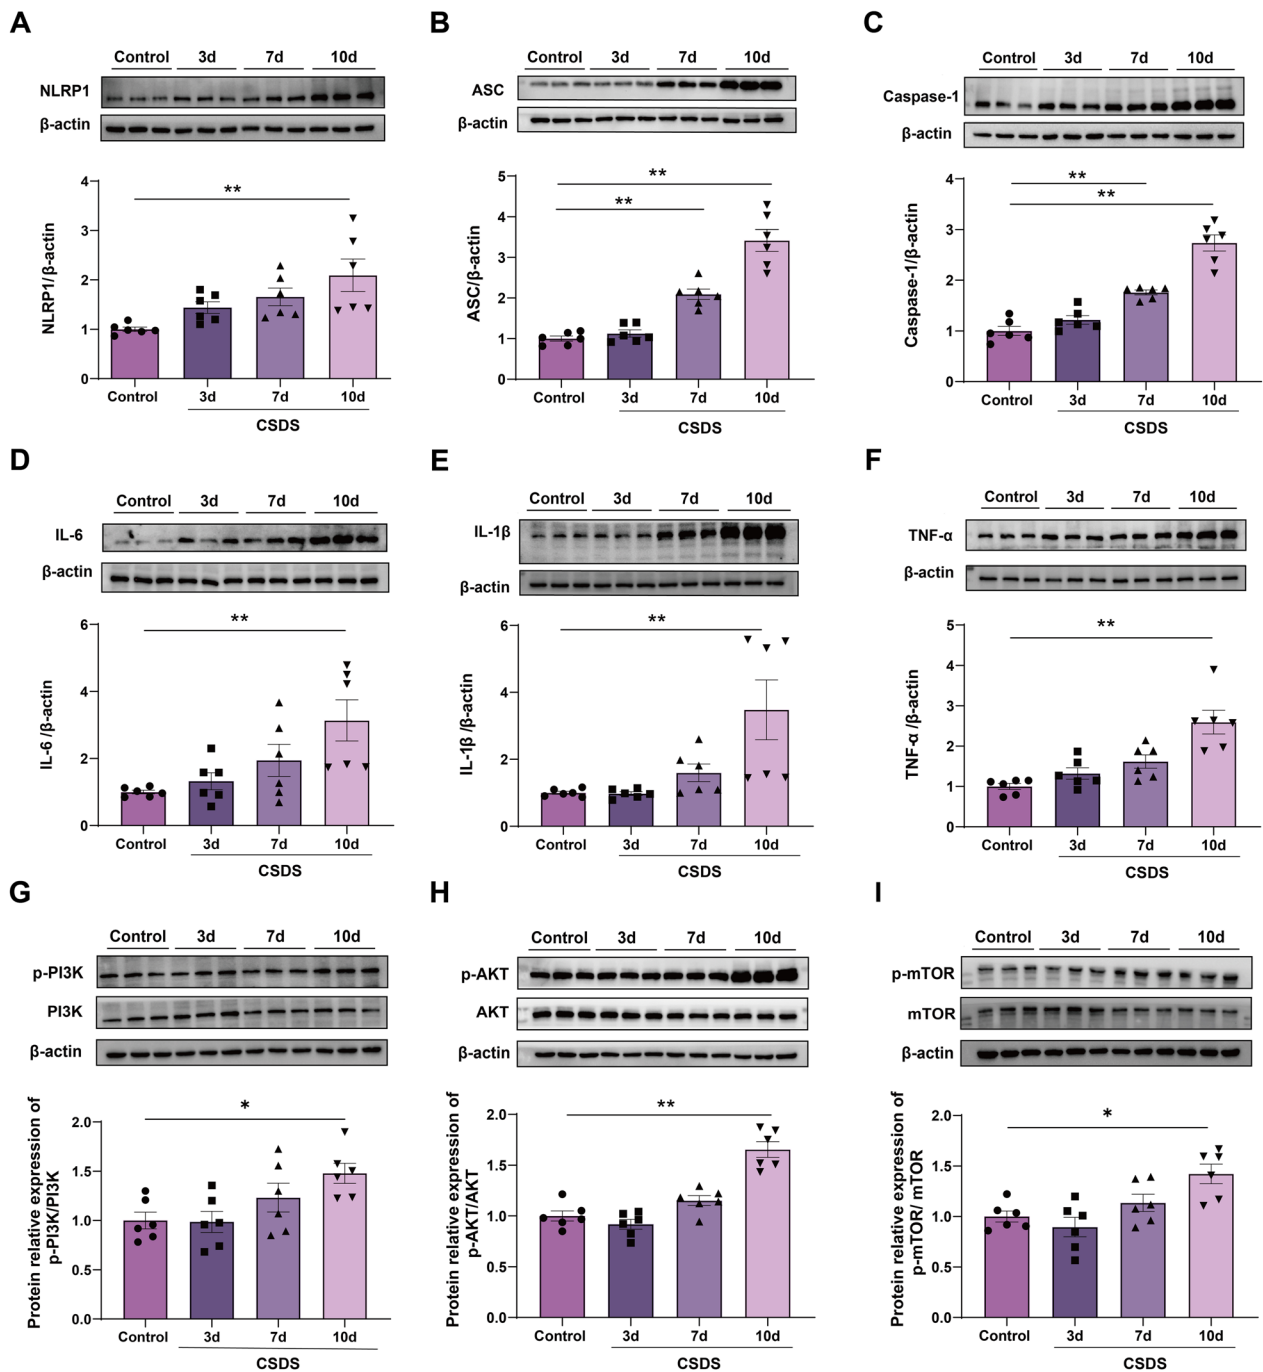 A
Control 3d 7d 10d
NLRP1
β-actin
**
NLRP1/β-actin
4
3
2
1
0
Control 3d 7d 10d
CSDS
B
Control 3d 7d 10d
ASC
β-actin
**
**
ASC/β-actin
5
4
3
2
1
0
Control 3d 7d 10d
CSDS
C
Control 3d 7d 10d
Caspase-1
β-actin
**
**
Caspase-1/β-actin
4
3
2
1
0
Control 3d 7d 10d
CSDS
D
Control 3d 7d 10d
IL-6
β-actin
**
IL-6 /β-actin
6
4
2
0
Control 3d 7d 10d
CSDS
E
Control 3d 7d 10d
IL-1β
β-actin
**
IL-1β /β-actin
6
4
2
0
Control 3d 7d 10d
CSDS
F
Control 3d 7d 10d
TNF-α
β-actin
**
TNF-α /β-actin
5
4
3
2
1
0
Control 3d 7d 10d
CSDS
G
Control 3d 7d 10d
p-PI3K
PI3K
β-actin
*
Protein relative expression of
p-PI3K/PI3K
2.0
1.5
1.0
0.5
0.0
Control 3d 7d 10d
CSDS
H
Control 3d 7d 10d
p-AKT
AKT
β-actin
**
Protein relative expression of
p-AKT/AKT
2.0
1.5
1.0
0.5
0.0
Control 3d 7d 10d
CSDS
I
Control 3d 7d 10d
p-mTOR
mTOR
β-actin
*
Protein relative expression of
p-mTOR/ mTOR
2.0
1.5
1.0
0.5
0.0
Control 3d 7d 10d
CSDS